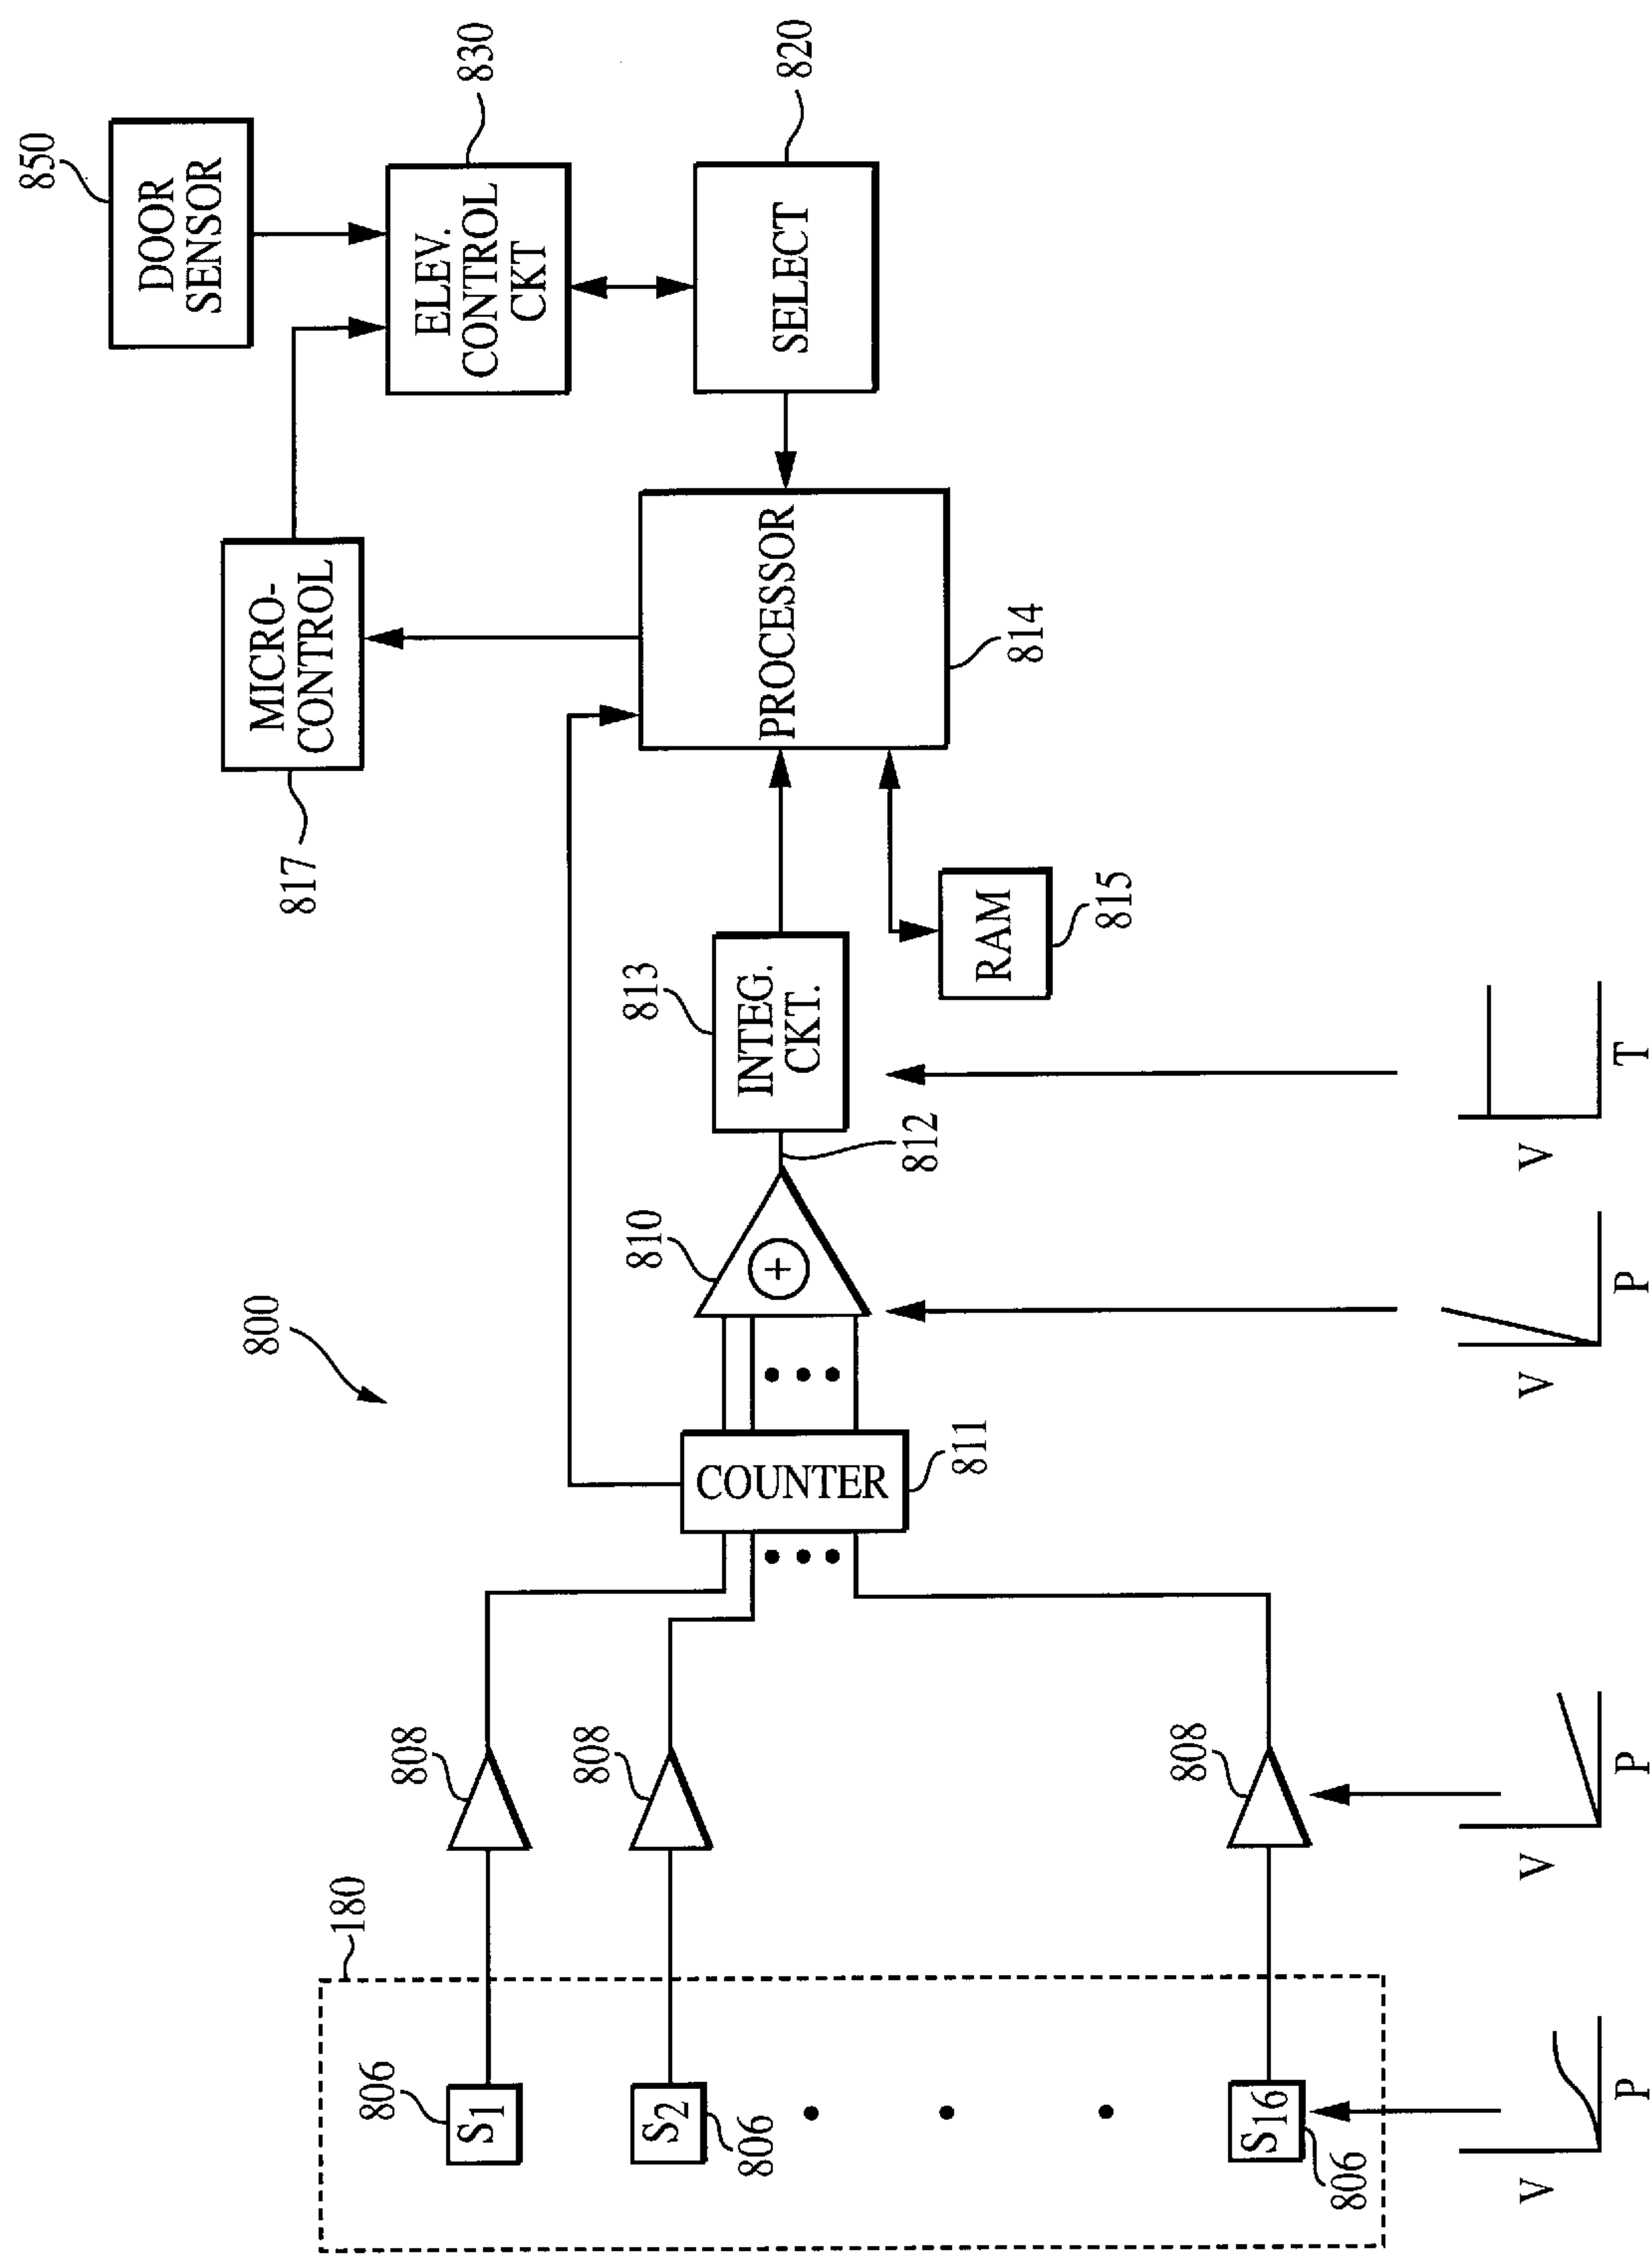 800
180
806
S1
808
S2
806
808
S16
806
808
COUNTER
811
810
+
812
813
INTEG.
CKT.
RAM
815
PROCESSOR
814
MICRO-
CONTROL
817
DOOR
SENSOR
850
ELEV.
CONTROL
CKT
830
SELECT
820
V
P
V
P
V
P
V
T